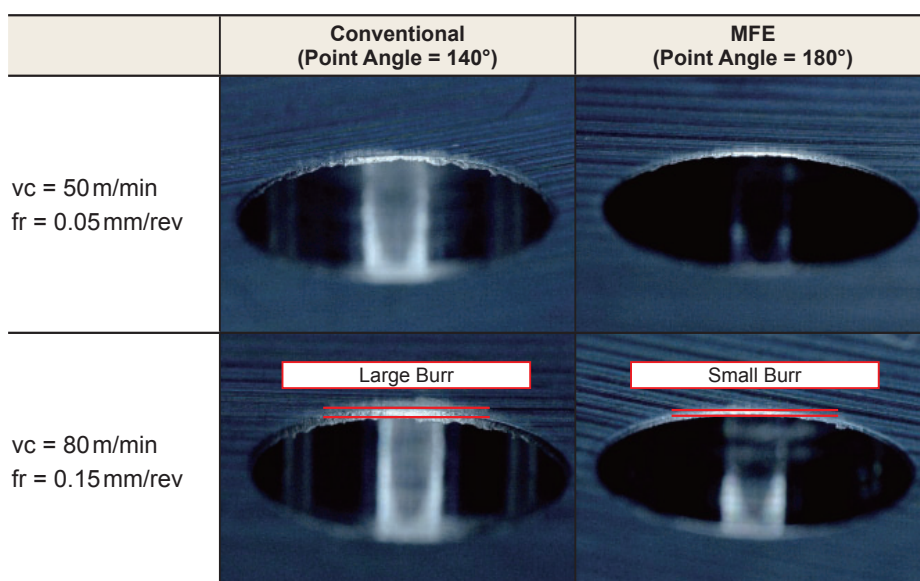 Conventional
(Point Angle = 140°)
MFE
(Point Angle = 180°)
vc = 50 m/min
fr = 0.05 mm/rev
vc = 80 m/min
fr = 0.15 mm/rev
Large Burr
Small Burr